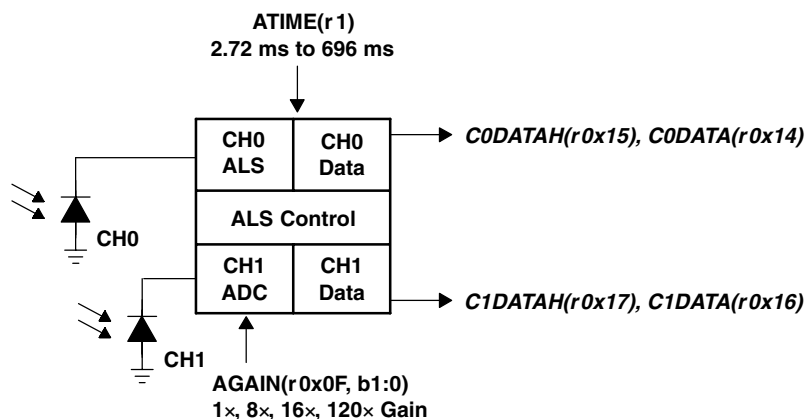 ATIME(r1)
2.72 ms to 696 ms
CH0
ALS
CH0
Data
C0DATAH(r0x15), C0DATA(r0x14)
ALS Control
CH0
CH1
ADC
CH1
Data
C1DATAH(r0x17), C1DATA(r0x16)
CH1
AGAIN(r0x0F, b1:0)
1×, 8×, 16×, 120× Gain